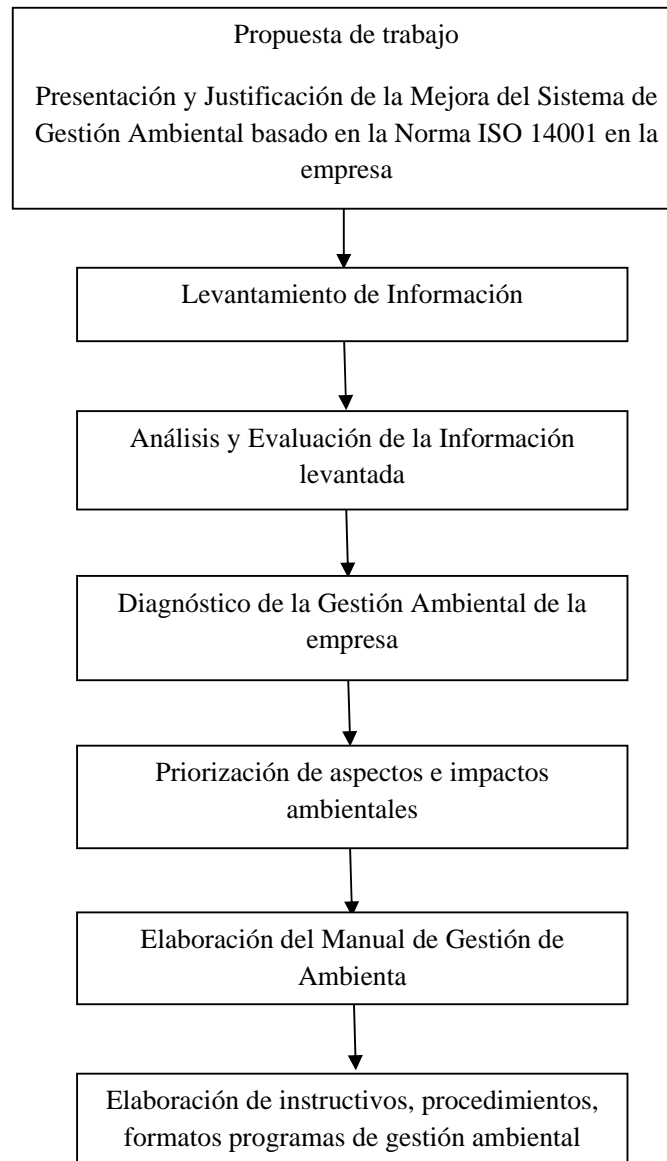 Propuesta de trabajo
Presentación y Justificación de la Mejora del Sistema de
Gestión Ambiental basado en la Norma ISO 14001 en la
empresa
Levantamiento de Información
Análisis y Evaluación de la Información
levantada
Diagnóstico de la Gestión Ambiental de la
empresa
Priorización de aspectos e impactos
ambientales
Elaboración del Manual de Gestión de
Ambienta
Elaboración de instructivos, procedimientos,
formatos programas de gestión ambiental